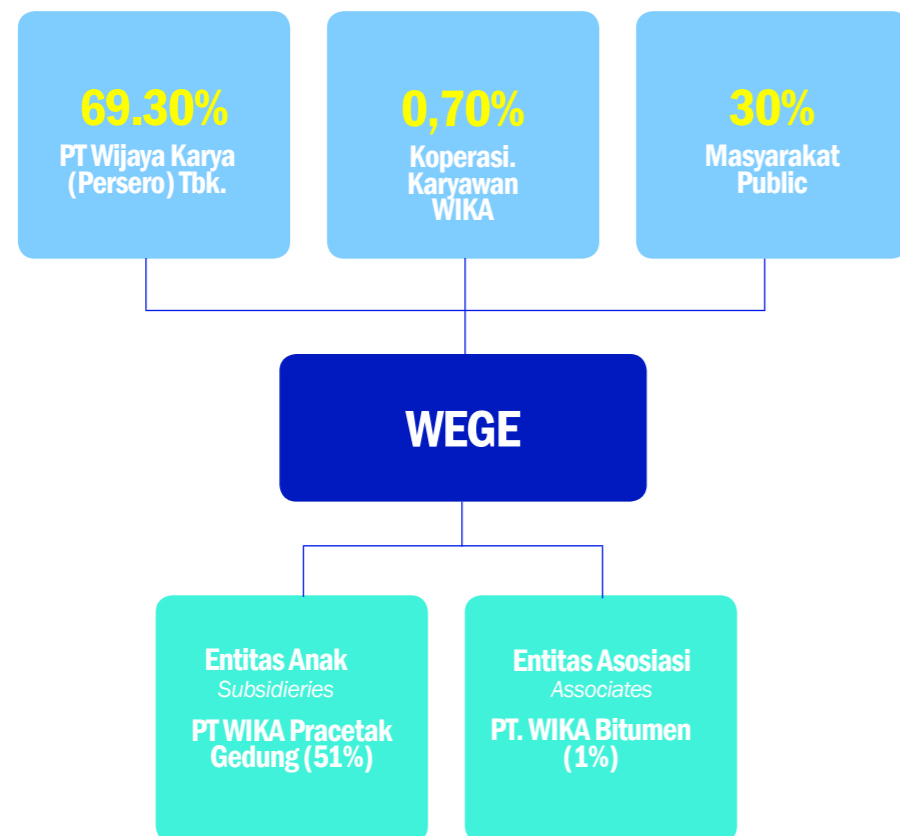 69.30%
PT Wijaya Karya
(Persero) Tbk.
0,70%
Koperasi.
Karyawan
WIKA
30%
Masyarakat
Public
WEGE
Entitas Anak
Subsidieries
PT WIKA Pracetak
Gedung (51%)
Entitas Asosiasi
Associates
PT. WIKA Bitumen
(1%)